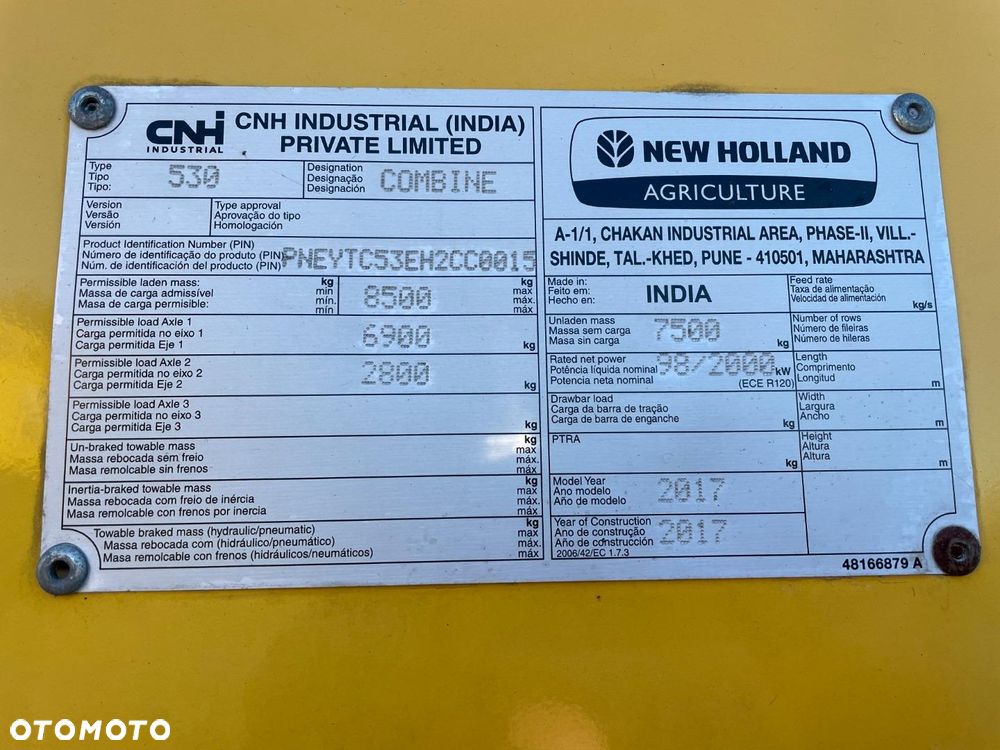 CNHi INDUSTRIAL
CNH INDUSTRIAL (INDIA)
PRIVATE LIMITED
Type
Tipo
Tipo:
530
Designation
Designação
Designación
COMBINE
Version
Versão
Versión
Type approval
Aprovação do tipo
Homologación
Product Identification Number (PIN)
Número de identificação do produto (PIN)
Núm. de identificación del producto (PIN)
PNEYTC53EH2CC0015
Permissible laden mass:
Massa de carga admissível
Masa de carga permisible:
kg
min.
mín.
mín
8500
kg
max
máx.
máx
Permissible load Axle 1
Carga permitida no eixo 1
Carga permitida Eje 1
6900
kg
Permissible load Axle 2
Carga permitida no eixo 2
Carga permitida Eje 2
2800
kg
Permissible load Axle 3
Carga permitida no eixo 3
Carga permitida Eje 3
kg
Un-braked towable mass
Massa rebocada sem freio
Masa remolcable sin frenos
kg
max
máx.
máx
Inertia-braked towable mass
Massa rebocada com freio de inércia
Masa remolcable con frenos por inercia
kg
max
máx.
máx
Towable braked mass (hydraulic/pneumatic)
Massa rebocada com (hidráulico/pneumático)
Masa remolcable con frenos (hidráulicos/neumáticos)
kg
max
máx.
máx
NEW HOLLAND
AGRICULTURE
A-1/1, CHAKAN INDUSTRIAL AREA, PHASE-II, VILL.-
SHINDE, TAL.-KHED, PUNE - 410501, MAHARASHTRA
Made in:
Feito em:
Hecho en:
INDIA
Feed rate
Taxa de alimentação
Velocidad de alimentación
kg/s
Unladen mass
Massa sem carga
Masa sin carga
7500
kg
Number of rows
Número de fileiras
Número de hileras
Rated net power
Potência líquida nominal
Potencia neta nominal
98/2000
kW
(ECE R120)
Length
Comprimento
Longitud
m
Drawbar load
Carga da barra de tração
Carga de barra de enganche
kg
Width
Largura
Ancho
m
PTRA
kg
Height
Altura
Altura
m
Model Year
Ano modelo
Año de modelo
2017
Year of Construction
Ano de construção
Año de construcción
2006/42/EC 1.7.3
2017
48166879 A
OTOMOTO